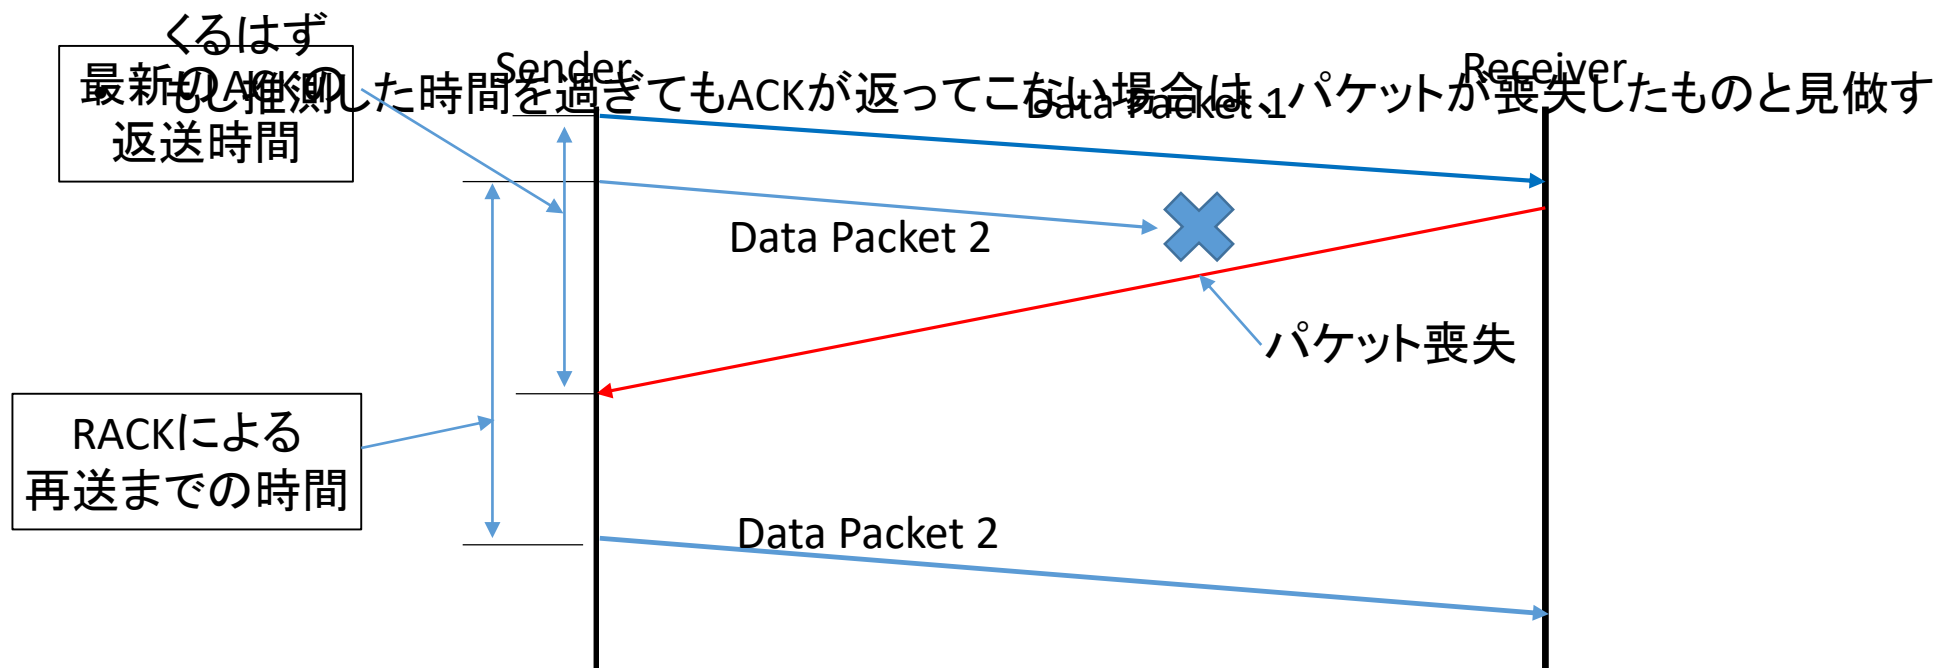 くるはず
• もし推測した時間を過ぎてもACKが返ってこない場合は、パケットが喪失したものと見做す
最新のACKの
返送時間
Sender
Receiver
Data Packet 1
Data Packet 2
パケット喪失
RACKによる
再送までの時間
Data Packet 2